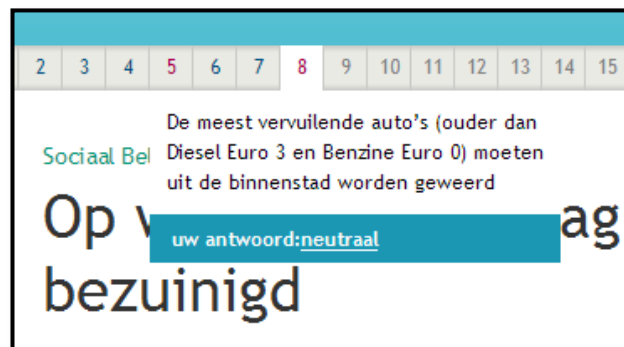 2 3 4 5 6 7 8 9 10 11 12 13 14 15
De meest vervuilende auto's (ouder dan
Diesel Euro 3 en Benzine Euro 0) moeten
uit de binnenstad worden geweerd
uw antwoord:neutraal
Sociaal
Op
bezuinigd